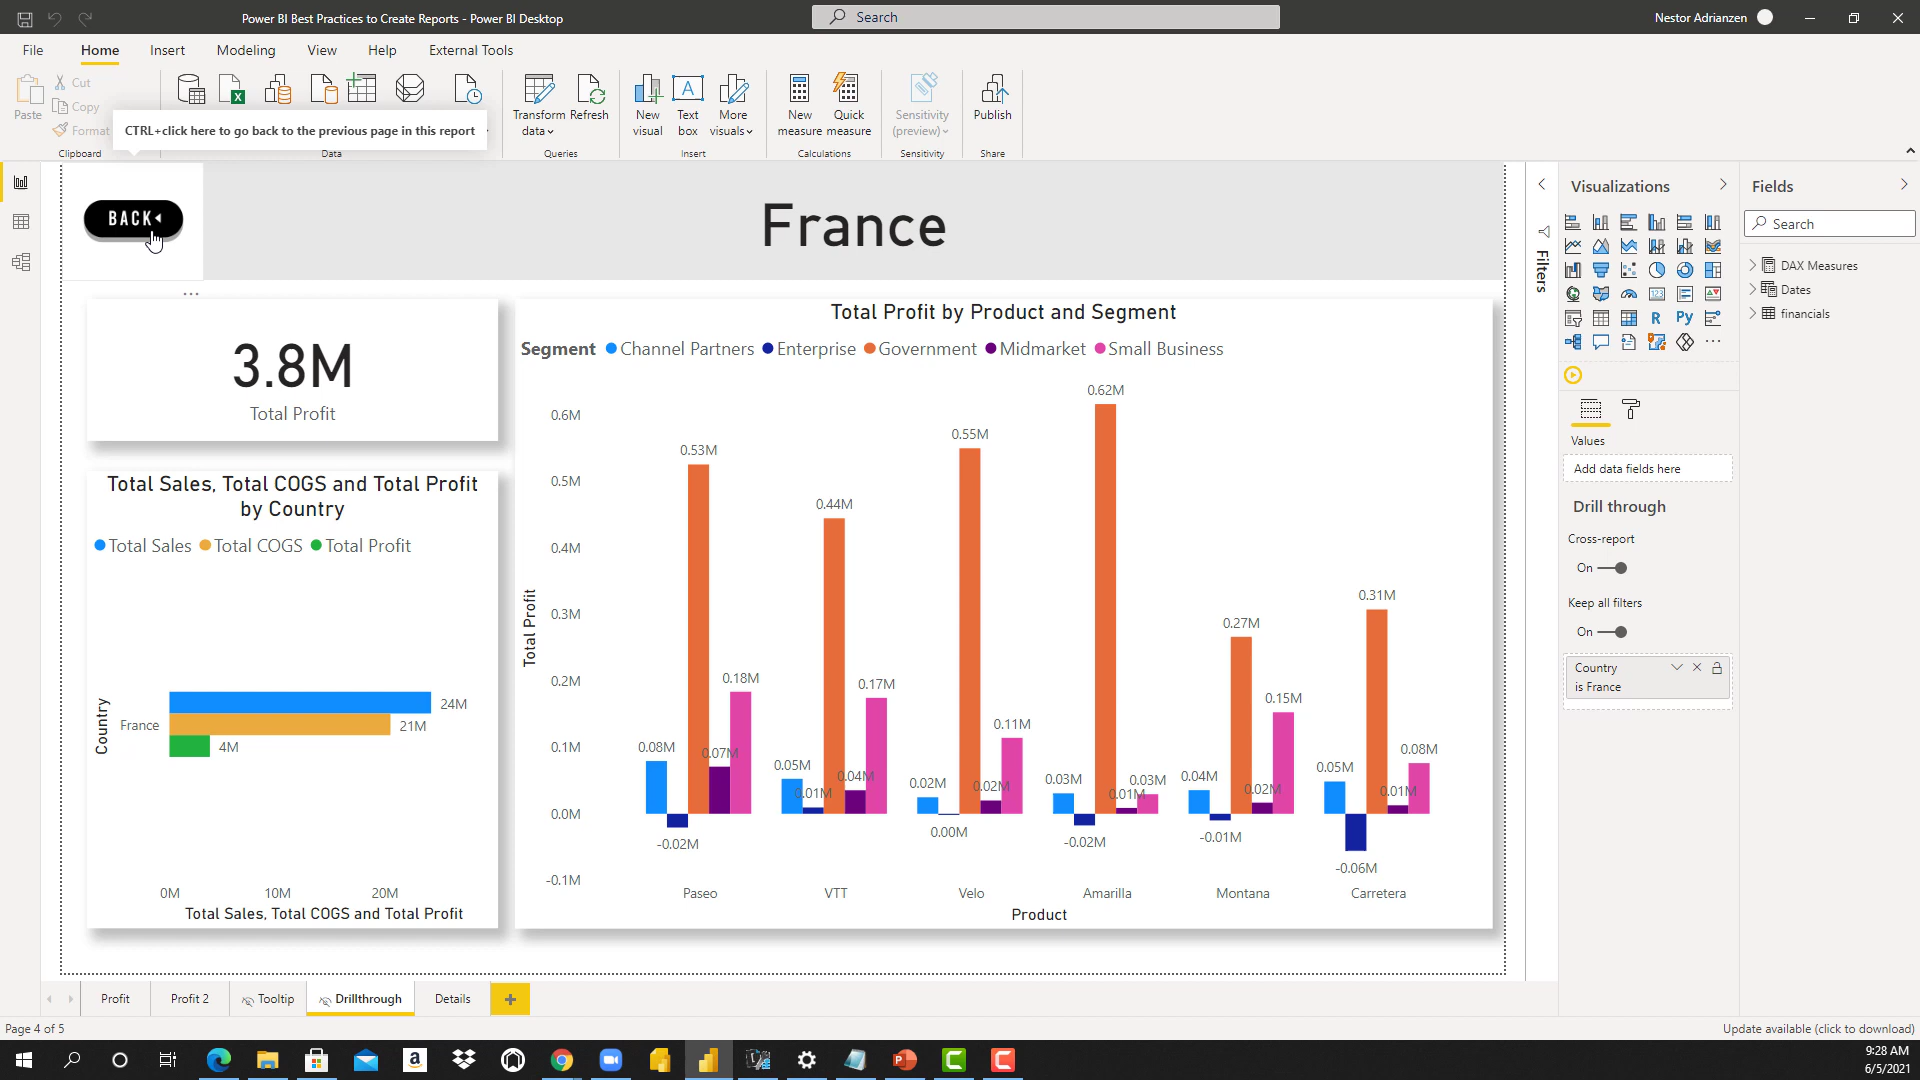 Power BI Best Practices to Create Reports - Power BI Desktop
Search
Nestor Adrianzen
File
Home
Insert
Modeling
View
Help
External Tools
Paste
Cut
Copy
Format
CTRL+click here to go back to the previous page in this report
Transform data
Refresh
New visual
Text box
More visuals
New measure
Quick measure
Sensitivity (preview)
Publish
Clipboard
Data
Queries
Insert
Calculations
Sensitivity
Share
BACK
France
3.8M
Total Profit
Total Sales, Total COGS and Total Profit
by Country
Total Sales
Total COGS
Total Profit
Country
France
24M
21M
4M
0M
10M
20M
Total Sales, Total COGS and Total Profit
Total Profit by Product and Segment
Segment
Channel Partners
Enterprise
Government
Midmarket
Small Business
Total Profit
0.6M
0.5M
0.4M
0.3M
0.2M
0.1M
0.0M
-0.1M
0.08M
-0.02M
0.53M
0.07M
0.18M
0.05M
0.01M
0.44M
0.04M
0.17M
0.02M
0.00M
0.55M
0.02M
0.11M
0.03M
-0.02M
0.62M
0.01M
0.03M
0.04M
-0.01M
0.27M
0.02M
0.15M
0.05M
-0.06M
0.31M
0.01M
0.08M
Paseo
VTT
Velo
Amarilla
Montana
Carretera
Product
Filters
Visualizations
R
Py
Values
Add data fields here
Drill through
Cross-report
On
Keep all filters
On
Country
is France
Fields
Search
DAX Measures
Dates
financials
Profit
Profit 2
Tooltip
Drillthrough
Details
Page 4 of 5
Update available (click to download)
9:28 AM
6/5/2021